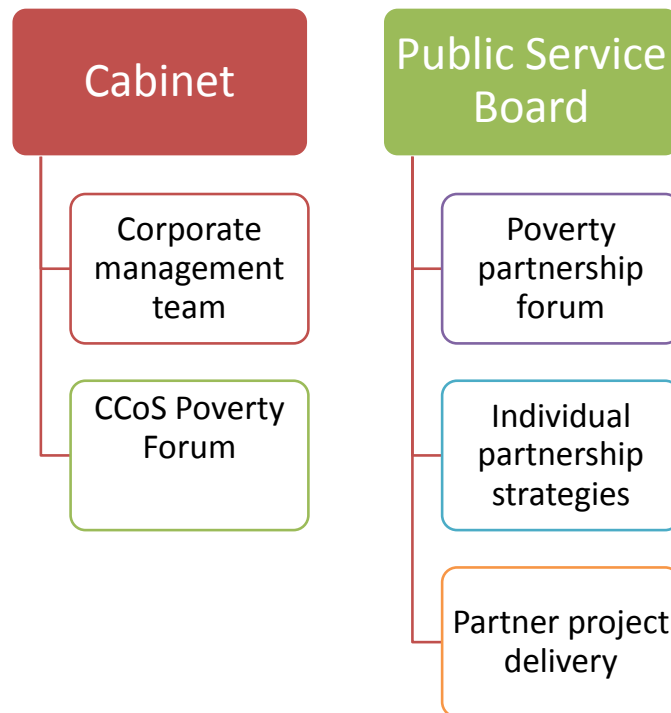 Cabinet
Corporate
management
team
CCoS Poverty
Forum
Public Service
Board
Poverty
partnership
forum
Individual
partnership
strategies
Partner project
delivery